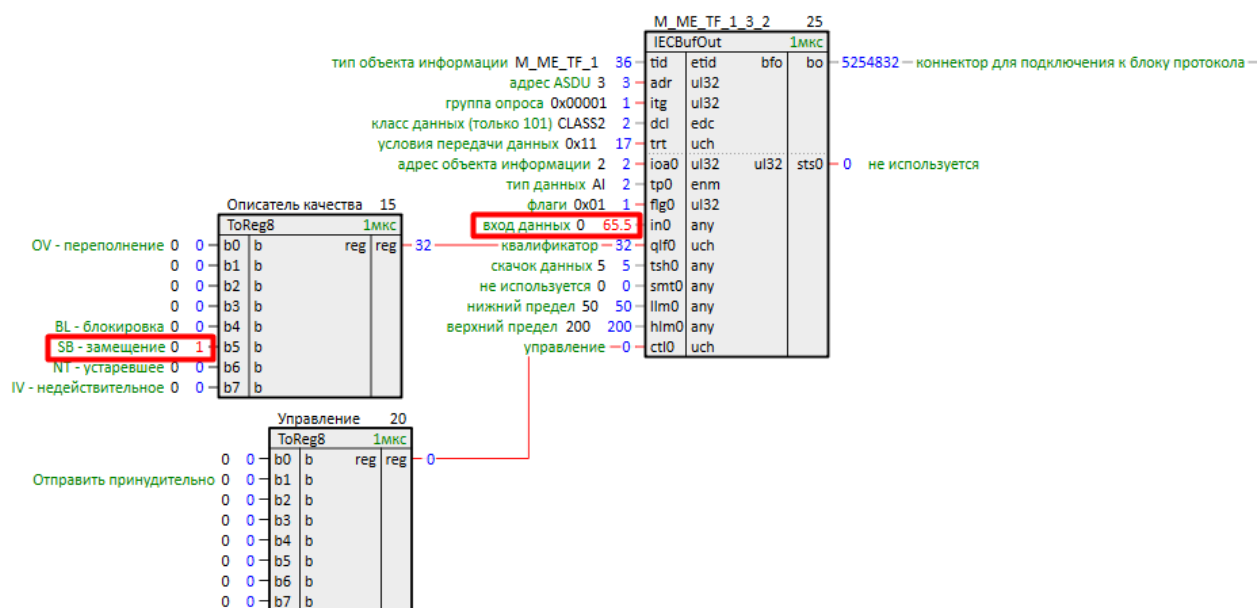 M_ME_TF_1_3_2 25
IECBufOut 1мкс
тип объекта информации M_ME_TF_1 36 tid etid bfo bo 5254832 коннектор для подключения к блоку протокола
адрес ASDU 3 3 adr ul32
группа опроса 0x00001 1 itg ul32
класс данных (только 101) CLASS2 2 dcl edc
условия передачи данных 0x11 17 trt uch
адрес объекта информации 2 2 ioa0 ul32 ul32 sts0 0 не используется
тип данных AI 2 tp0 enm
флаги 0x01 1 flg0 ul32
вход данных 0 65.5 in0 any
квалификатор 32 qlf0 uch
скачок данных 5 5 tsh0 any
не используется 0 0 smt0 any
нижний предел 50 50 llm0 any
верхний предел 200 200 hlm0 any
управление 0 ctl0 uch
Описатель качества 15
ToReg8 1мкс
OV - переполнение 0 0 b0 b reg reg 32
0 0 b1 b
0 0 b2 b
0 0 b3 b
BL - блокировка 0 0 b4 b
SB - замещение 0 1 b5 b
NT - устаревшее 0 0 b6 b
IV - недействительное 0 0 b7 b
Управление 20
ToReg8 1мкс
0 0 b0 b reg reg 0
Отправить принудительно 0 0 b1 b
0 0 b2 b
0 0 b3 b
0 0 b4 b
0 0 b5 b
0 0 b6 b
0 0 b7 b